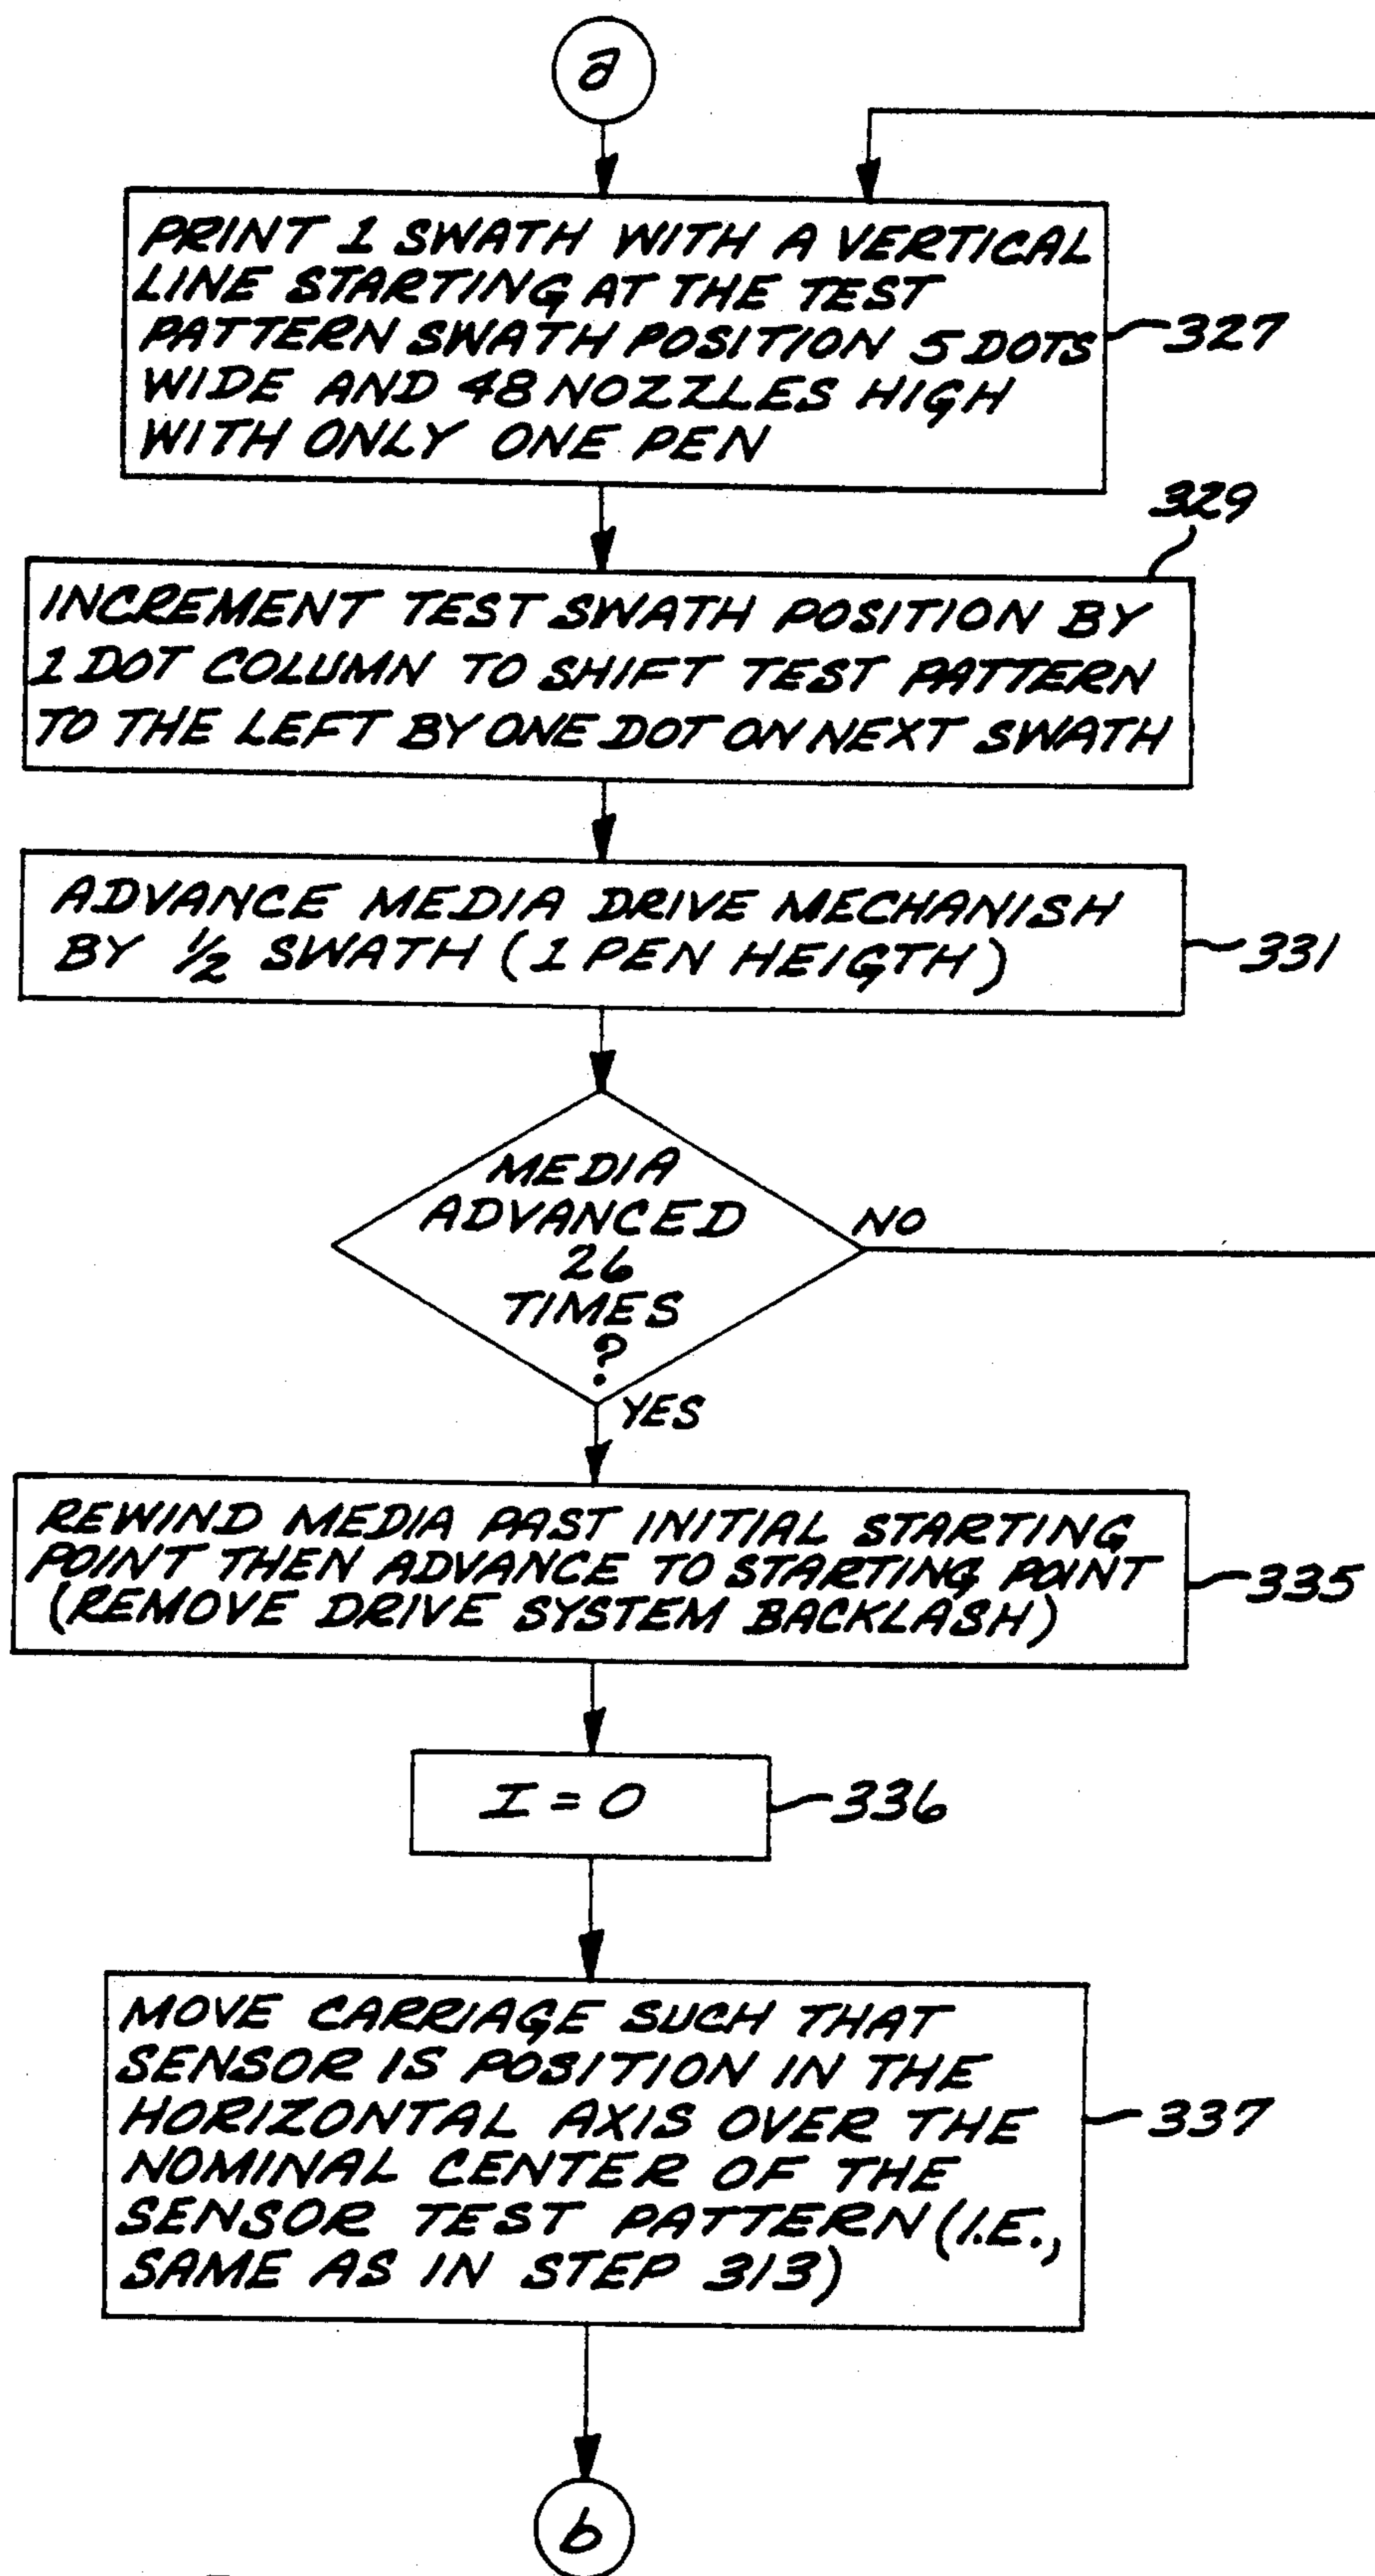 a
PRINT 1 SWATH WITH A VERTICAL
LINE STARTING AT THE TEST
PATTERN SWATH POSITION 5 DOTS
WIDE AND 48 NOZZLES HIGH
WITH ONLY ONE PEN
327
329
INCREMENT TEST SWATH POSITION BY
1 DOT COLUMN TO SHIFT TEST PATTERN
TO THE LEFT BY ONE DOT ON NEXT SWATH
ADVANCE MEDIA DRIVE MECHANISH
BY 1/2 SWATH (1 PEN HEIGTH)
331
MEDIA
ADVANCED
26
TIMES
?
NO
YES
REWIND MEDIA PAST INITIAL STARTING
POINT THEN ADVANCE TO STARTING POINT
(REMOVE DRIVE SYSTEM BACKLASH)
335
I = 0
336
MOVE CARRIAGE SUCH THAT
SENSOR IS POSITION IN THE
HORIZONTAL AXIS OVER THE
NOMINAL CENTER OF THE
SENSOR TEST PATTERN (I.E.,
SAME AS IN STEP 313)
337
b